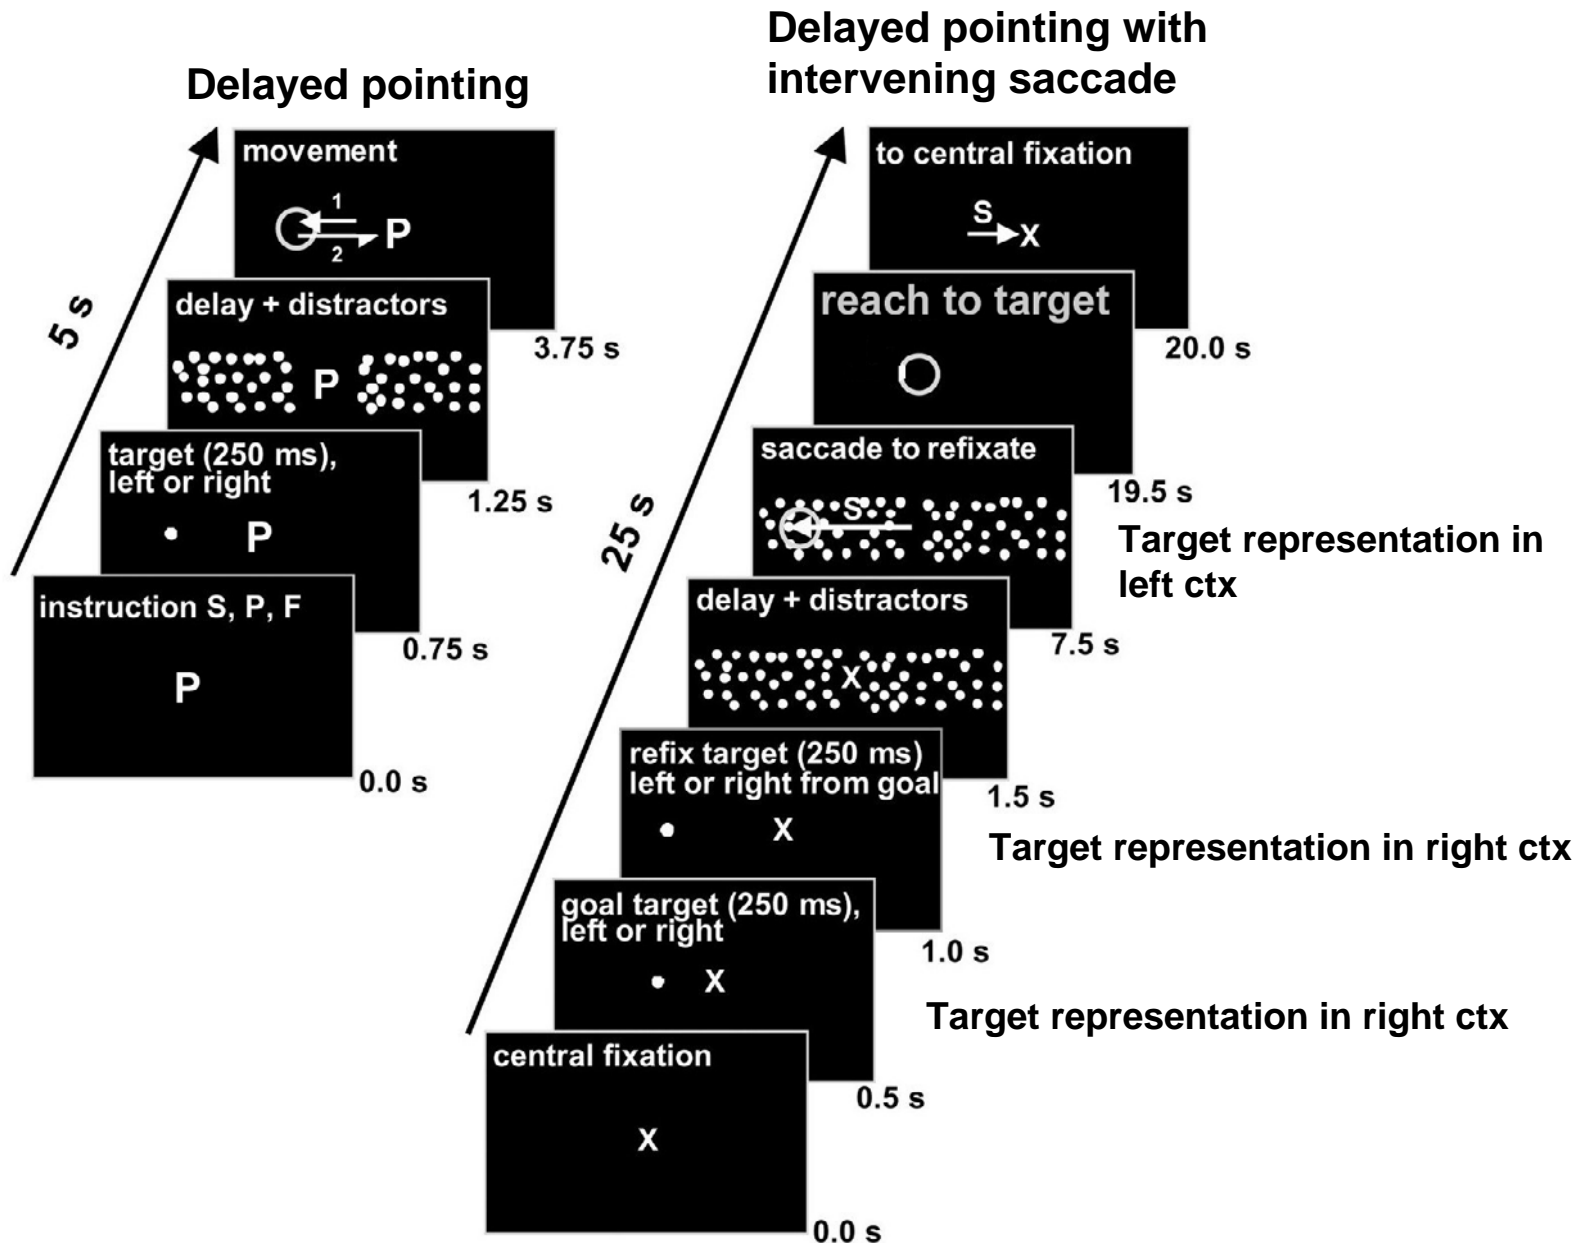 Delayed pointing
movement
1
P
2
3.75 s
delay + distractors
P
1.25 s
target (250 ms),
left or right
P
0.75 s
instruction S, P, F
P
0.0 s
5 s
Delayed pointing with
intervening saccade
to central fixation
S
X
20.0 s
reach to target
19.5 s
saccade to refixate
S
7.5 s
Target representation in
left ctx
delay + distractors
X
1.5 s
refix target (250 ms)
left or right from goal
X
1.0 s
Target representation in right ctx
goal target (250 ms),
left or right
X
0.5 s
Target representation in right ctx
central fixation
X
0.0 s
25 s